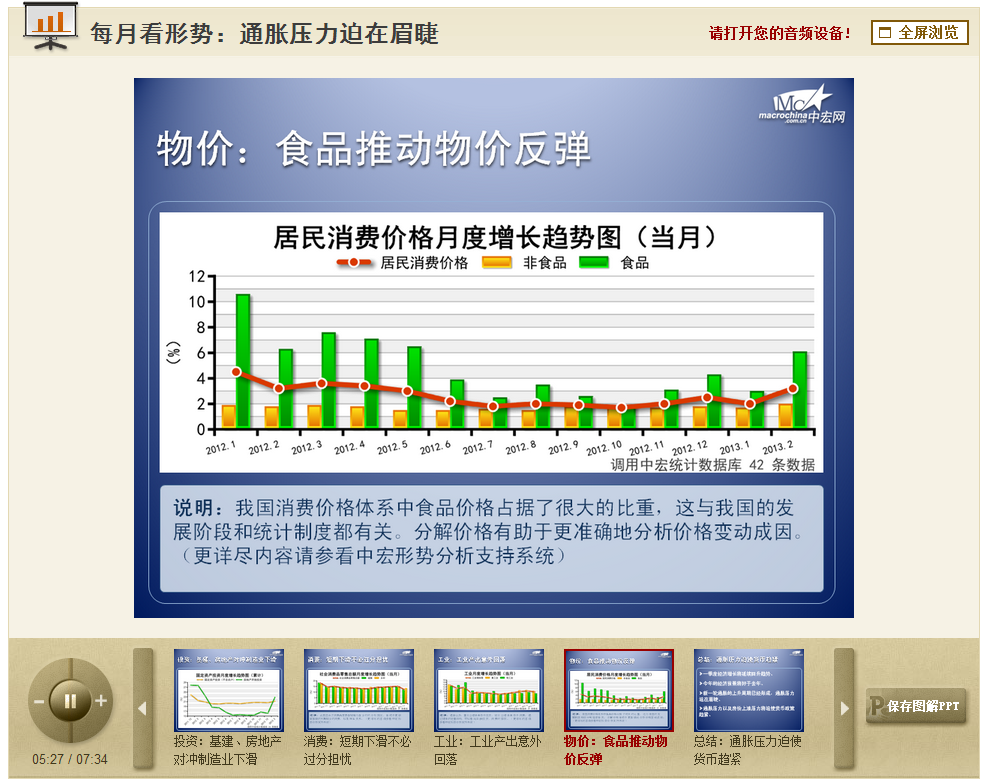 每月看形势：通胀压力迫在眉睫
请打开您的音频设备！
全屏浏览
macrochina中宏网
.com.cn
物价：食品推动物价反弹
居民消费价格月度增长趋势图（当月）
居民消费价格 非食品 食品
(%)
12
10
8
6
4
2
0
2012.1 2012.2 2012.3 2012.4 2012.5 2012.6 2012.7 2012.8 2012.9 2012.10 2012.11 2012.12 2013.1 2013.2
调用中宏统计数据库 42 条数据
说明：我国消费价格体系中食品价格占据了很大的比重，这与我国的发
展阶段和统计制度都有关。分解价格有助于更准确地分析价格变动成因。
（更详尽内容请参看中宏形势分析支持系统）
05:27 / 07:34
投资：基建、房地产
对冲制造业下滑
消费：短期下滑不必
过分担忧
工业：工业产出意外
回落
物价：食品推动物
价反弹
总结：通胀压力迫使
货币趋紧
保存图解PPT